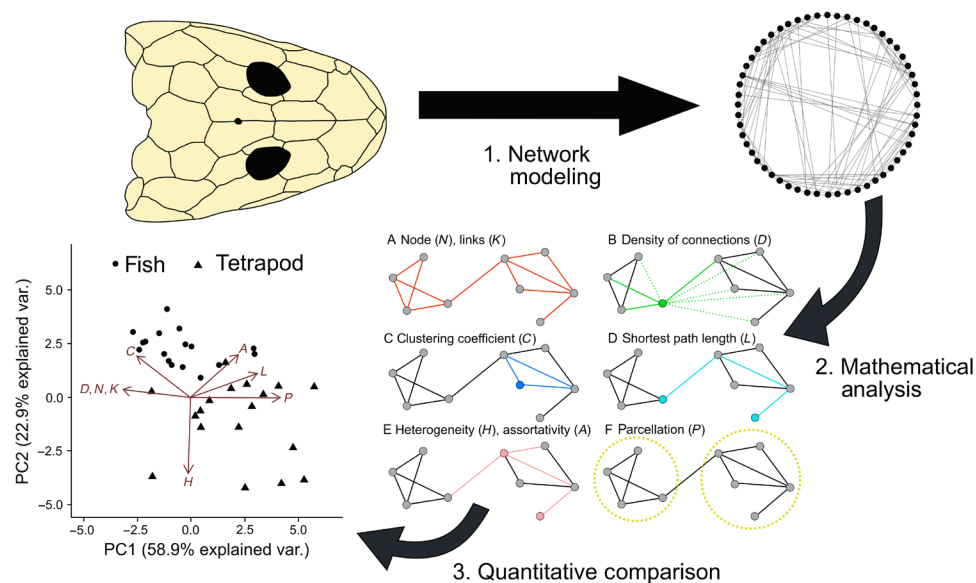 1. Network
modeling
A Node (N), links (K)
B Density of connections (D)
C Clustering coefficient (C)
D Shortest path length (L)
E Heterogeneity (H), assortativity (A)
F Parcellation (P)
2. Mathematical
analysis
Fish
Tetrapod
PC2 (22.9% explained var.)
5.0
2.5
0.0
-2.5
-5.0
C
A
L
D, N, K
P
H
-5.0
-2.5
0.0
2.5
5.0
PC1 (58.9% explained var.)
3. Quantitative comparison